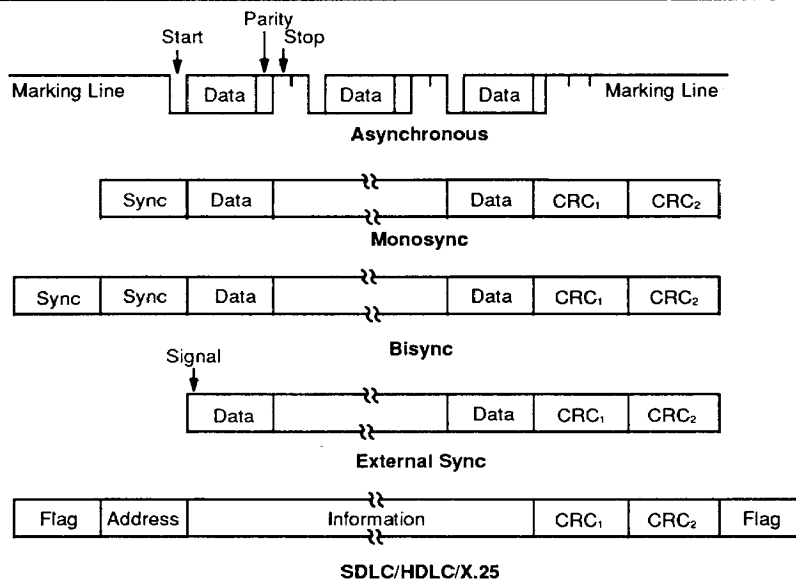 Parity
Start Stop
Marking Line Data Data Data Marking Line
Asynchronous
Sync Data Data CRC₁ CRC₂
Monosync
Sync Sync Data Data CRC₁ CRC₂
Bisync
Signal
Data Data CRC₁ CRC₂
External Sync
Flag Address Information CRC₁ CRC₂ Flag
SDLC/HDLC/X.25